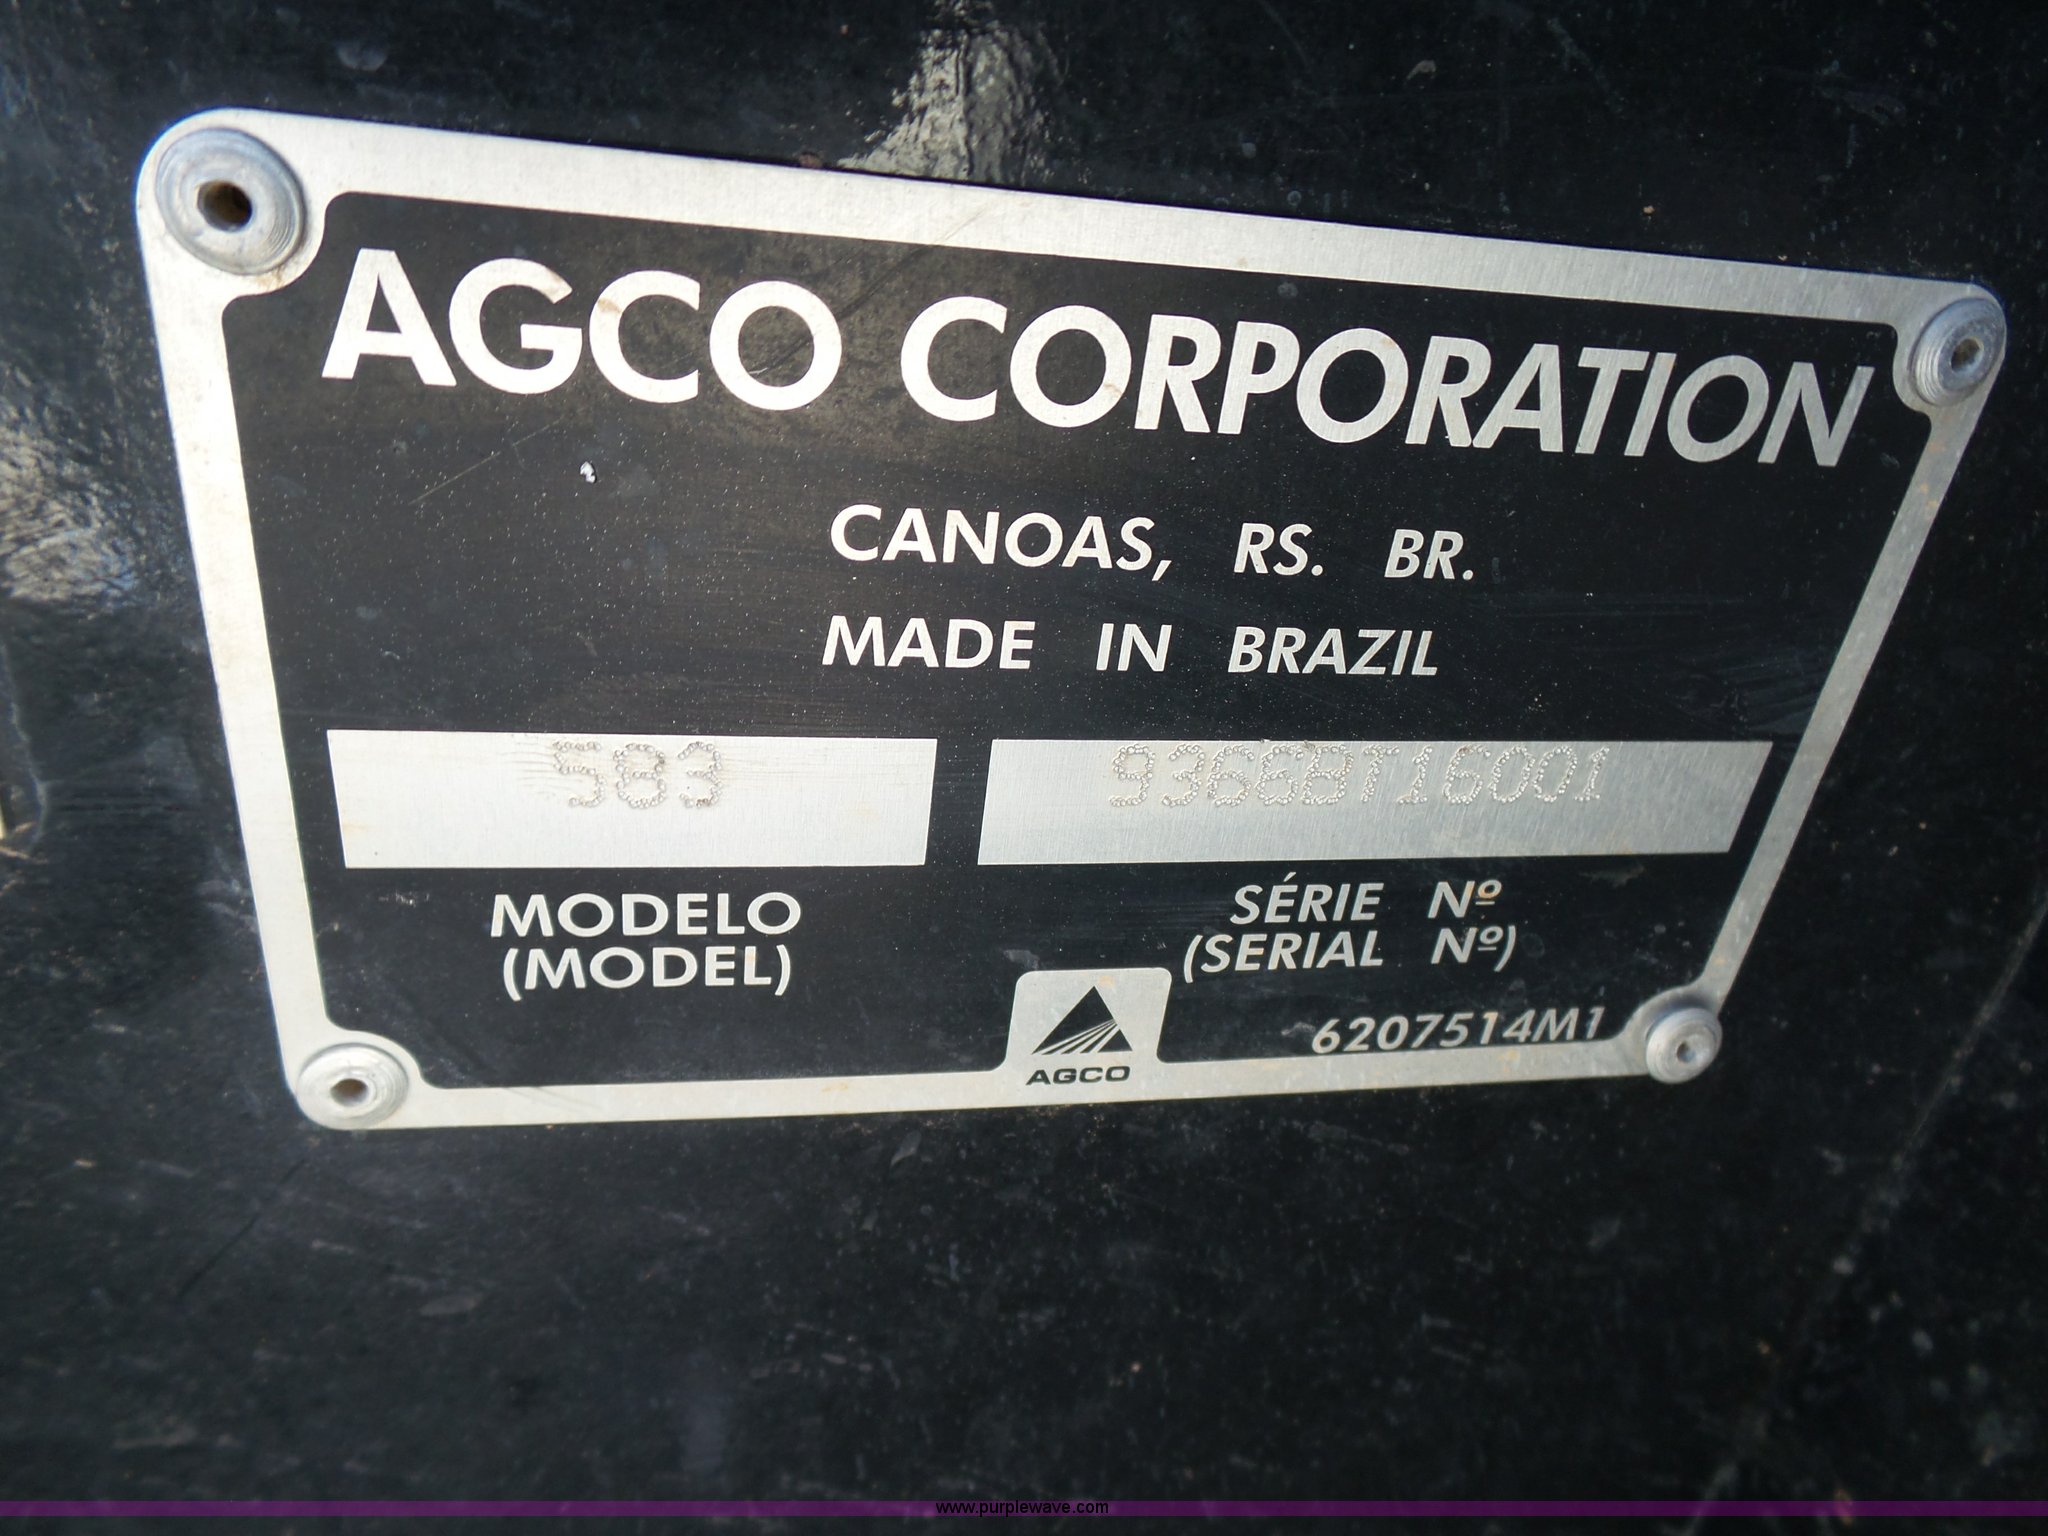 AGCO CORPORATION
CANOAS, RS. BR.
MADE IN BRAZIL
583
9366BT16001
MODELO
(MODEL)
SÉRIE Nº
(SERIAL Nº)
6207514M1
AGCO
www.purplewave.com